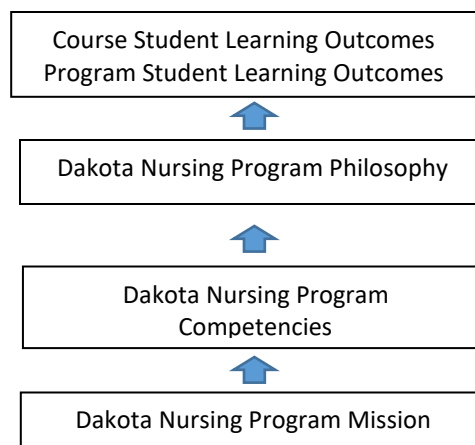 Course Student Learning Outcomes
Program Student Learning Outcomes
Dakota Nursing Program Philosophy
Dakota Nursing Program
Competencies
Dakota Nursing Program Mission